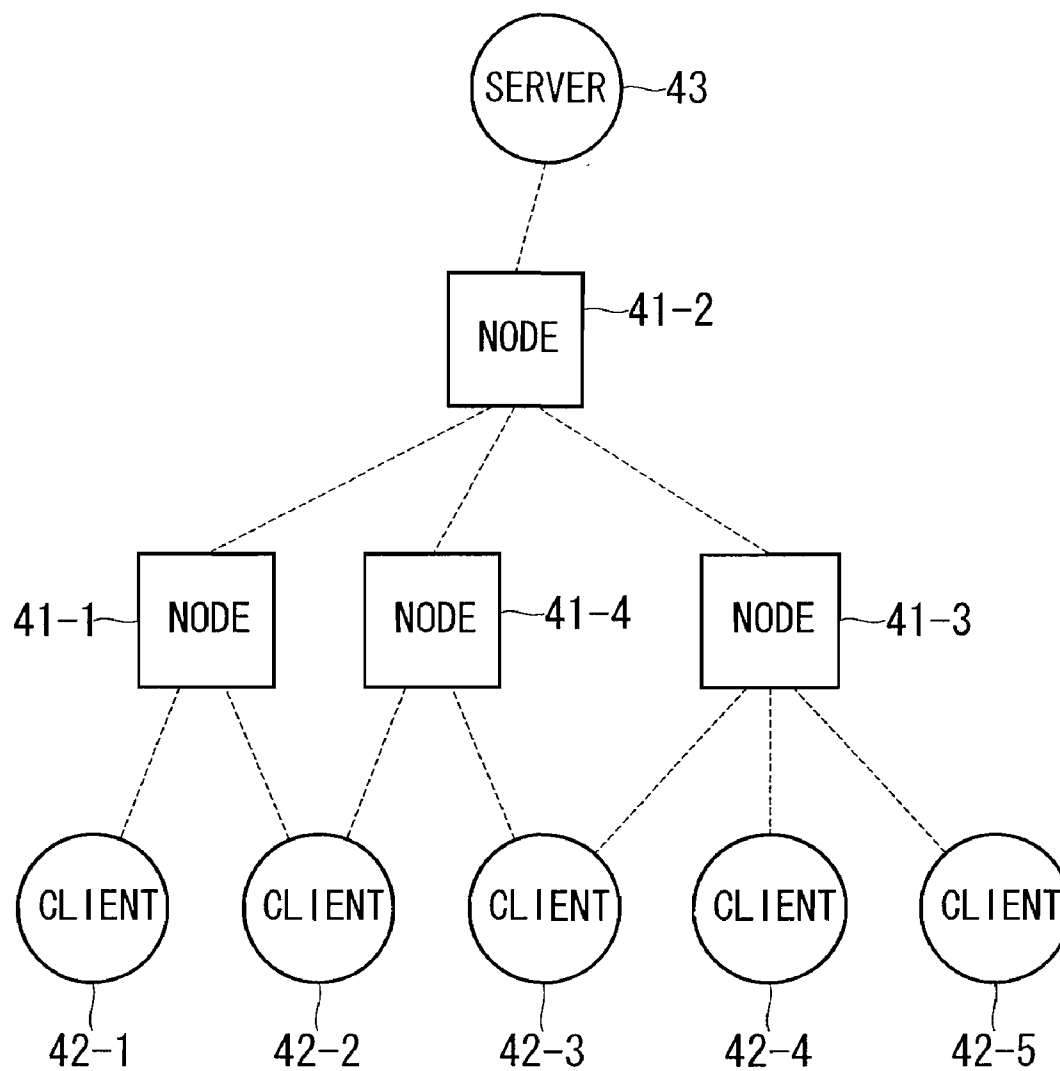 SERVER
43
NODE
41-2
41-1
NODE
NODE
41-4
NODE
41-3
CLIENT
CLIENT
CLIENT
CLIENT
CLIENT
42-1
42-2
42-3
42-4
42-5